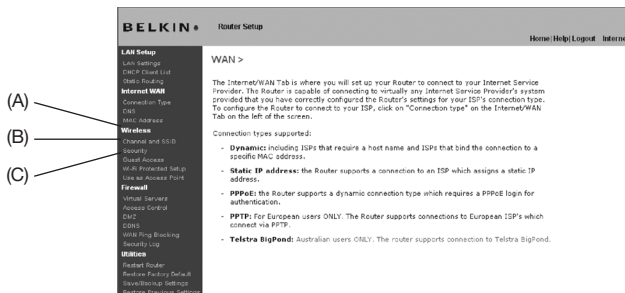 BELKIN Router Setup
Home|Help|Logout Interne
LAN Setup
LAN Settings
DHCP Client List
Static Routing
Internet WAN
Connection Type
DNS
(A)
MAC Address
Wireless
(B)
Channel and SSID
Security
(C)
Guest Access
Wi-Fi Protected Setup
Use as Access Point
Firewall
Virtual Servers
Access Control
DMZ
DDNS
WAN Ping Blocking
Security Log
Utilities
Restart Router
Restore Factory Default
Save/Backup Settings
Restore Previous Settings
WAN >
The Internet/WAN Tab is where you will set up your Router to connect to your Internet Service
Provider. The Router is capable of connecting to virtually any Internet Service Provider's system
provided that you have correctly configured the Router's settings for your ISP's connection type.
To configure the Router to connect to your ISP, click on "Connection type" on the Internet/WAN
Tab on the left of the screen.
Connection types supported:
- Dynamic: including ISPs that require a host name and ISPs that bind the connection to a
specific MAC address.
- Static IP address: the Router supports a connection to an ISP which assigns a static IP
address.
- PPPoE: the Router supports a dynamic connection type which requires a PPPoE login for
authentication.
- PPTP: For European users ONLY. The Router supports connections to European ISP's which
connect via PPTP.
- Telstra BigPond: Australian users ONLY. The router supports connection to Telstra BigPond.